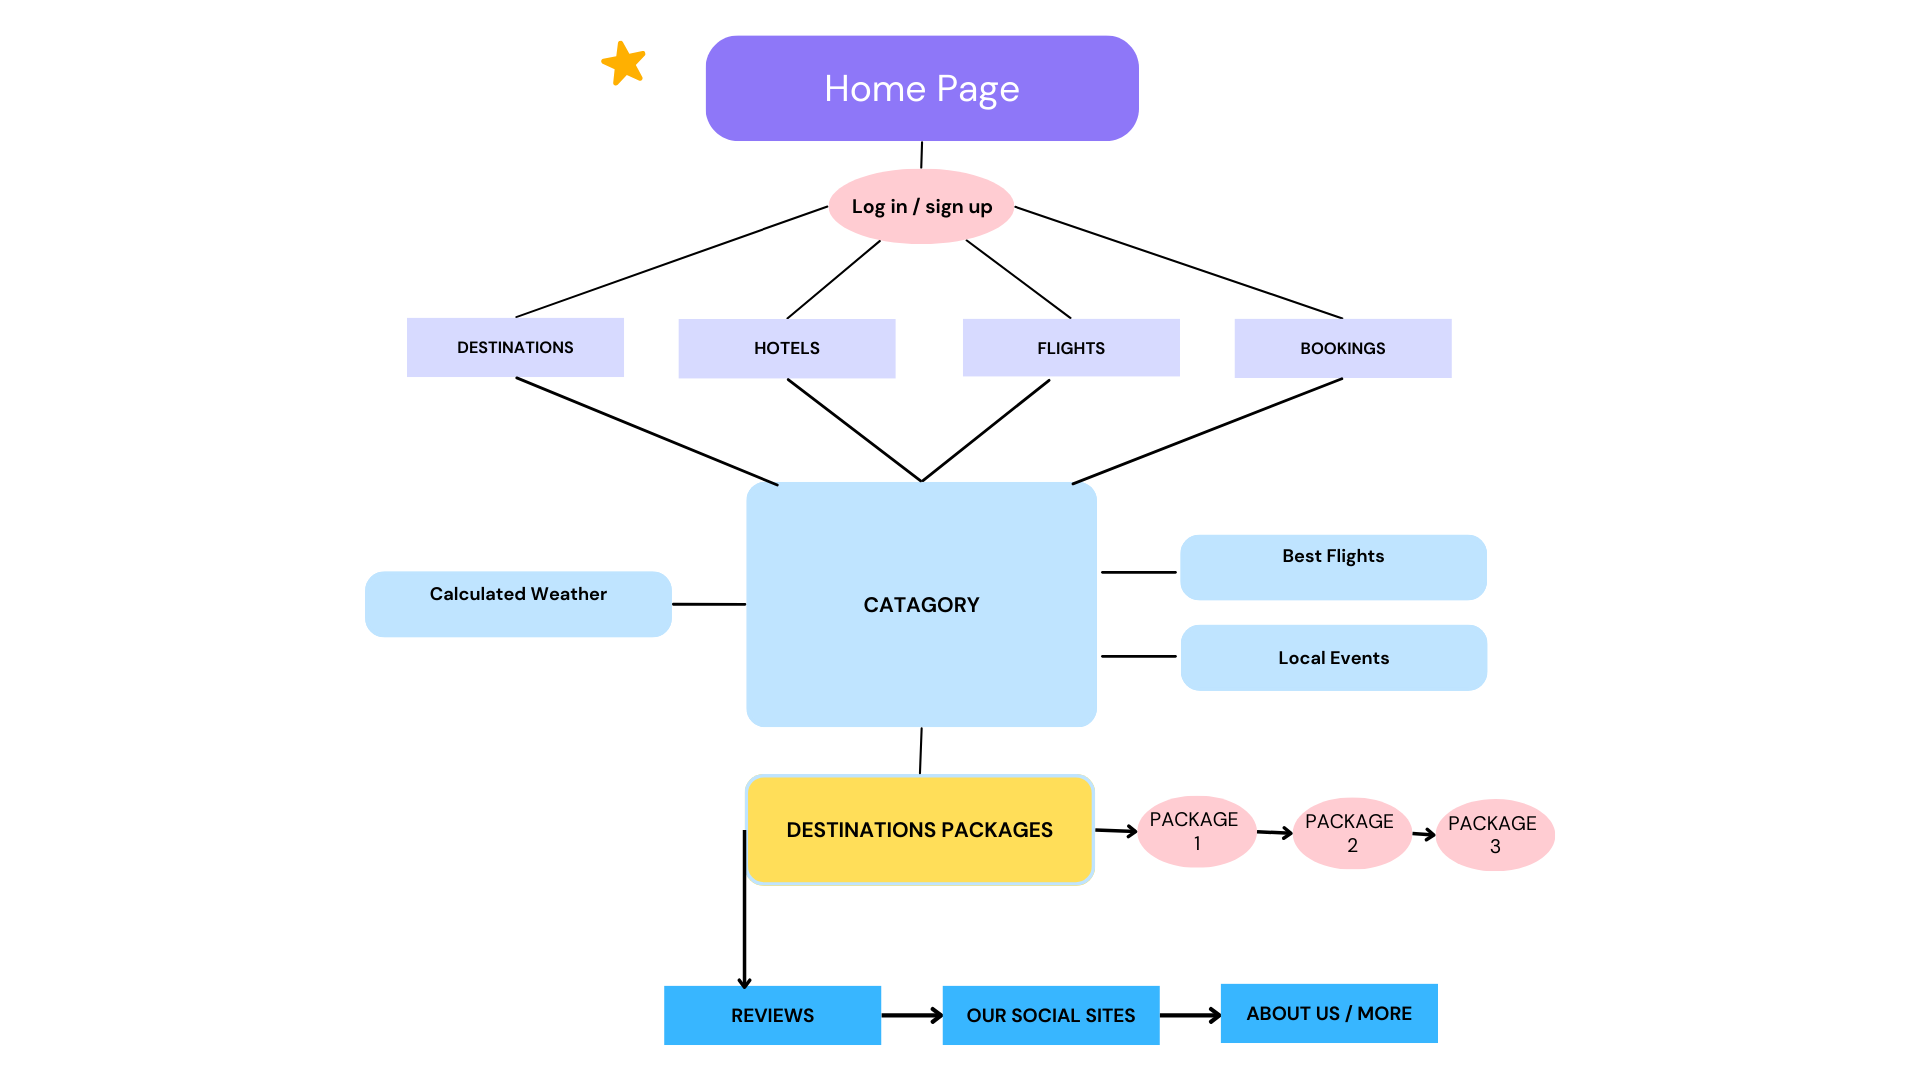 Home Page
Log in / sign up
DESTINATIONS
HOTELS
FLIGHTS
BOOKINGS
Best Flights
Calculated Weather
CATAGORY
Local Events
DESTINATIONS PACKAGES
PACKAGE
1
PACKAGE
2
PACKAGE
3
REVIEWS
OUR SOCIAL SITES
ABOUT US / MORE